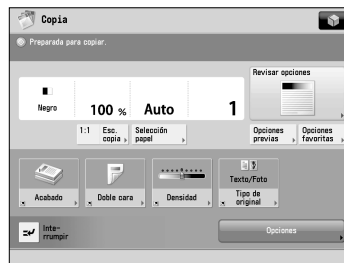 Copia
Preparada para copiar.
Revisar opciones
Negro
100 %
Auto
1
1:1
Esc.
copia
Selección
papel
Opciones
previas
Opciones
favoritas
Texto/Foto
Acabado
Doble cara
Densidad
Tipo de
original
Inte-
rrumpir
Opciones